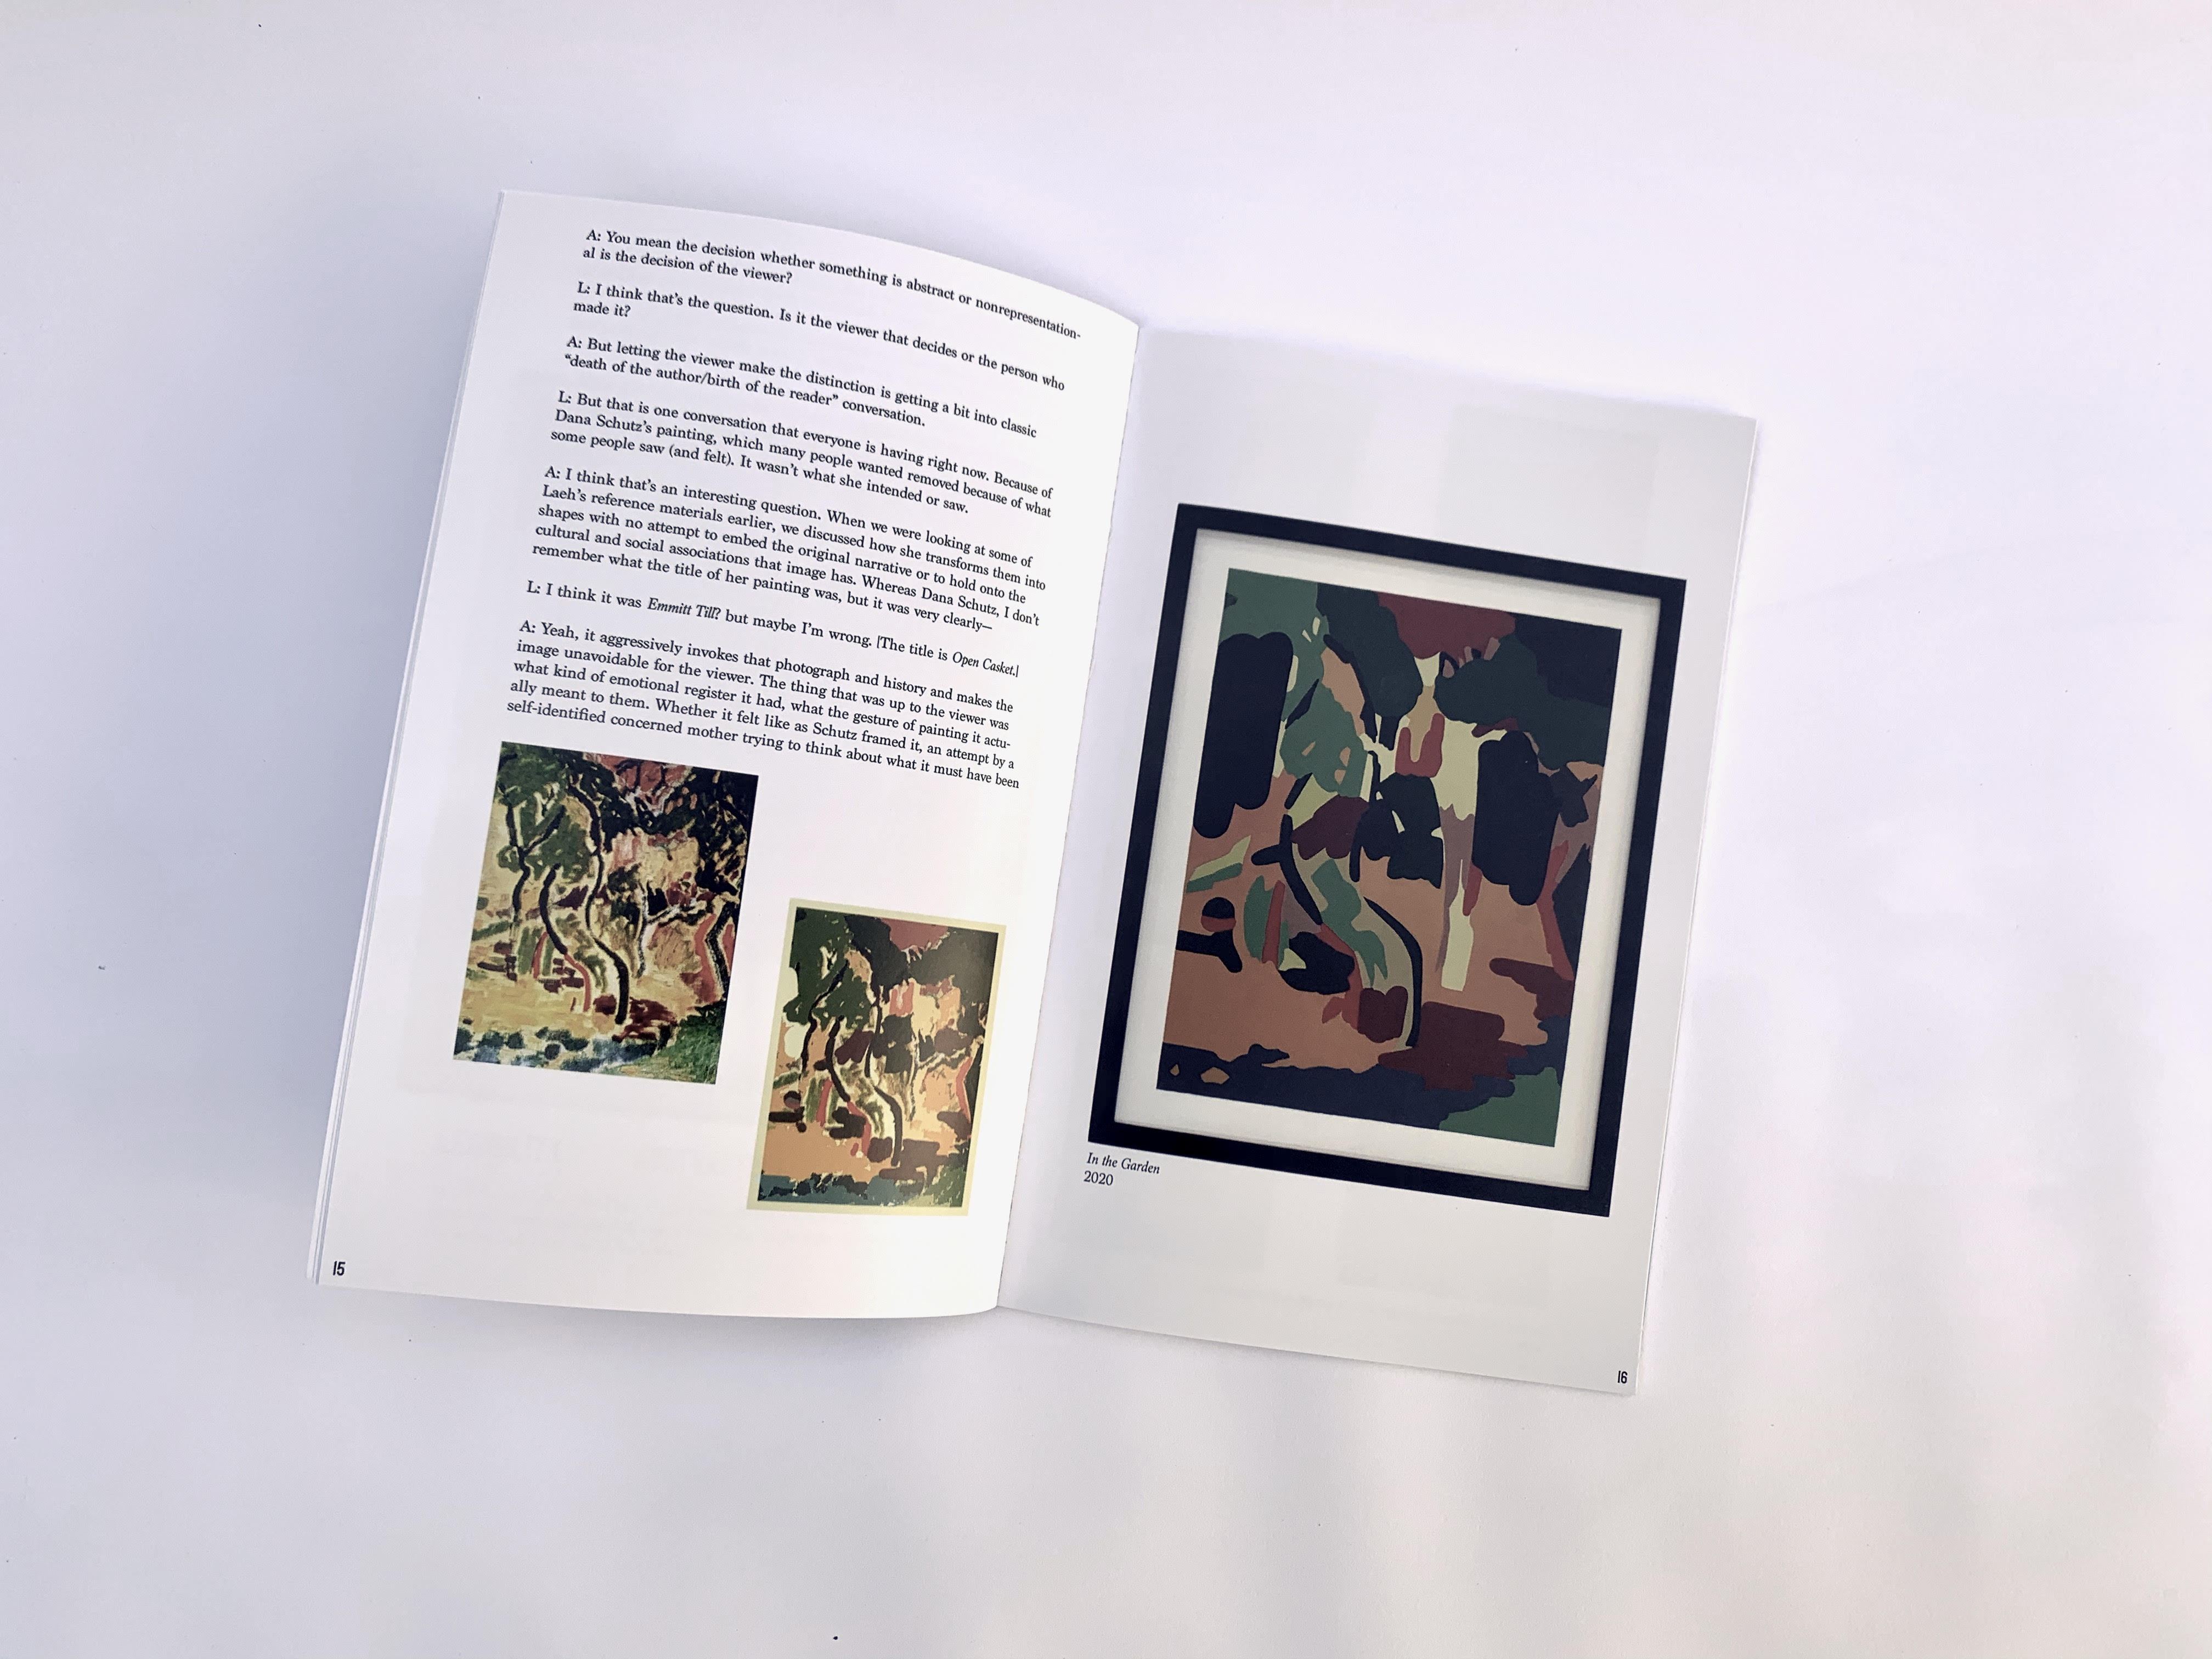 A: You mean the decision whether something is abstract or nonrepresentation-
al is the decision of the viewer?
L: I think that's the question. Is it the viewer that decides or the person who
made it?
A: But letting the viewer make the distinction is getting a bit into classic
“death of the author/birth of the reader” conversation.
L: But that is one conversation that everyone is having right now. Because of
Dana Schutz's painting, which many people wanted removed because of what
some people saw (and felt). It wasn't what she intended or saw.
A: I think that's an interesting question. When we were looking at some of
Laeh's reference materials earlier, we discussed how she transforms them into
shapes with no attempt to embed the original narrative or to hold onto the
cultural and social associations that image has. Whereas Dana Schutz, I don't
remember what the title of her painting was, but it was very clearly—
L: I think it was Emmitt Till? but maybe I'm wrong. [The title is Open Casket.]
A: Yeah, it aggressively invokes that photograph and history and makes the
image unavoidable for the viewer. The thing that was up to the viewer was
what kind of emotional register it had, what the gesture of painting it actu-
ally meant to them. Whether it felt like as Schutz framed it, an attempt by a
self-identified concerned mother trying to think about what it must have been
15
In the Garden
2020
16